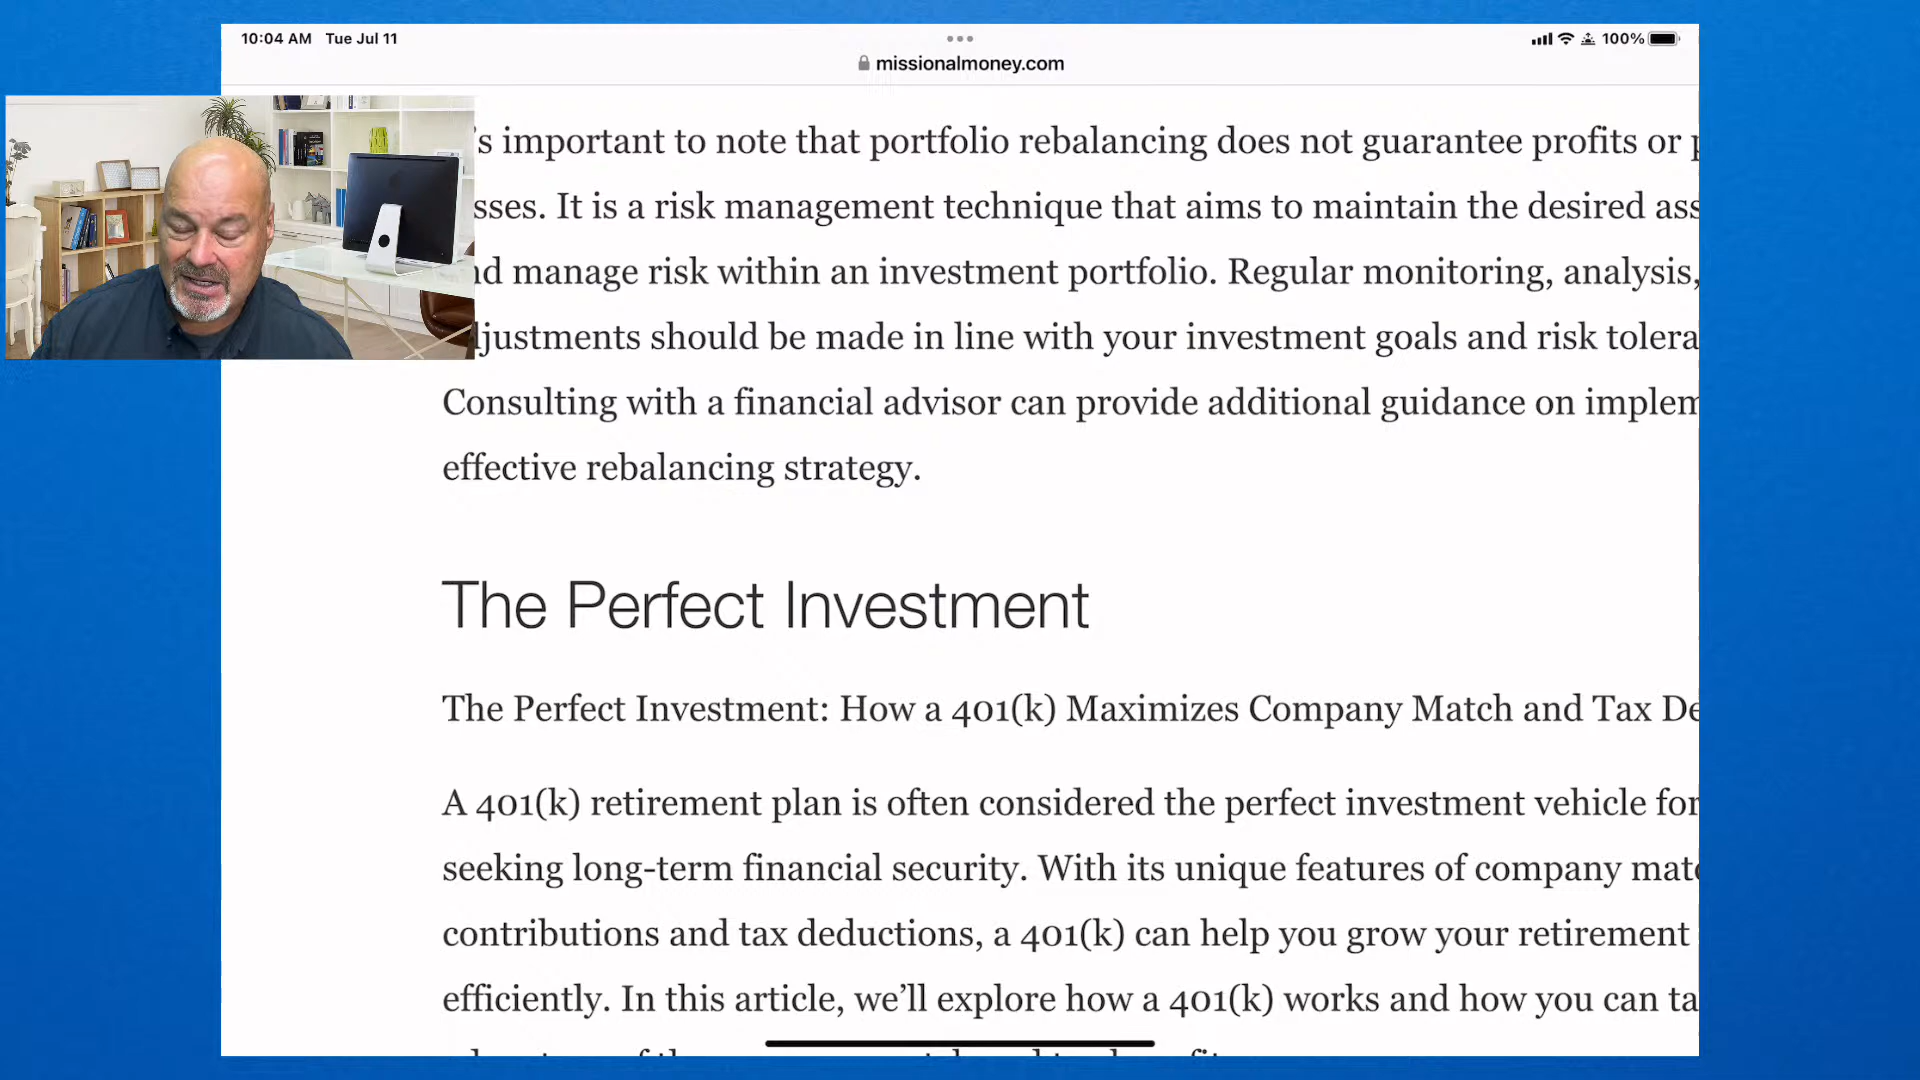 10:04 AM Tue Jul 11
100%
missionalmoney.com
's important to note that portfolio rebalancing does not guarantee profits or
sses. It is a risk management technique that aims to maintain the desired ass
nd manage risk within an investment portfolio. Regular monitoring, analysis,
justments should be made in line with your investment goals and risk tolera
Consulting with a financial advisor can provide additional guidance on implem
effective rebalancing strategy.
The Perfect Investment
The Perfect Investment: How a 401(k) Maximizes Company Match and Tax De
A 401(k) retirement plan is often considered the perfect investment vehicle for
seeking long-term financial security. With its unique features of company mat
contributions and tax deductions, a 401(k) can help you grow your retirement
efficiently. In this article, we'll explore how a 401(k) works and how you can ta